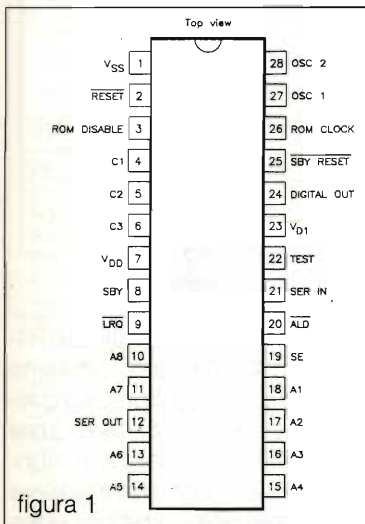 Top view
VSS 1 28 OSC 2
RESET 2 27 OSC 1
ROM DISABLE 3 26 ROM CLOCK
C1 4 25 SBY RESET
C2 5 24 DIGITAL OUT
C3 6 23 VD1
VDD 7 22 TEST
SBY 8 21 SER IN
LRQ 9 20 ALD
A8 10 19 SE
A7 11 18 A1
SER OUT 12 17 A2
A6 13 16 A3
A5 14 15 A4
figura 1